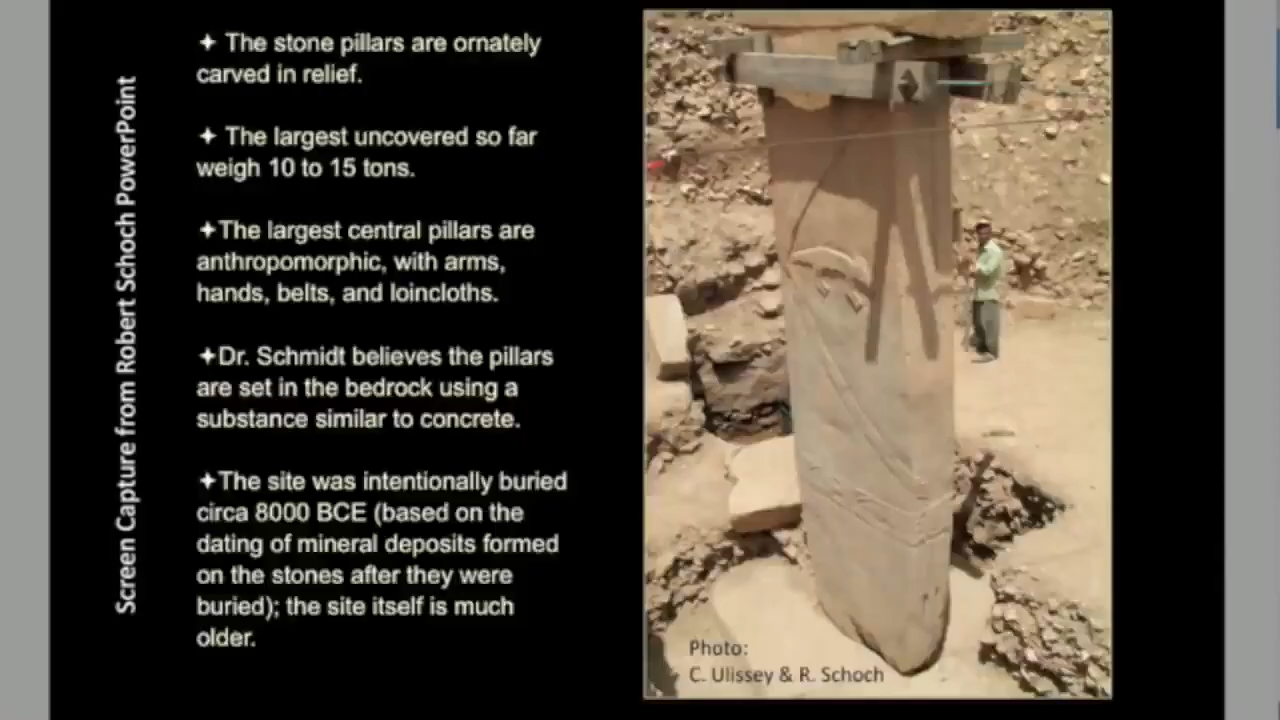 Screen Capture from Robert Schoch PowerPoint
✦ The stone pillars are ornately
carved in relief.
✦ The largest uncovered so far
weigh 10 to 15 tons.
✦The largest central pillars are
anthropomorphic, with arms,
hands, belts, and loincloths.
✦Dr. Schmidt believes the pillars
are set in the bedrock using a
substance similar to concrete.
✦The site was intentionally buried
circa 8000 BCE (based on the
dating of mineral deposits formed
on the stones after they were
buried); the site itself is much
older.
Photo:
C. Ulissey & R. Schoch